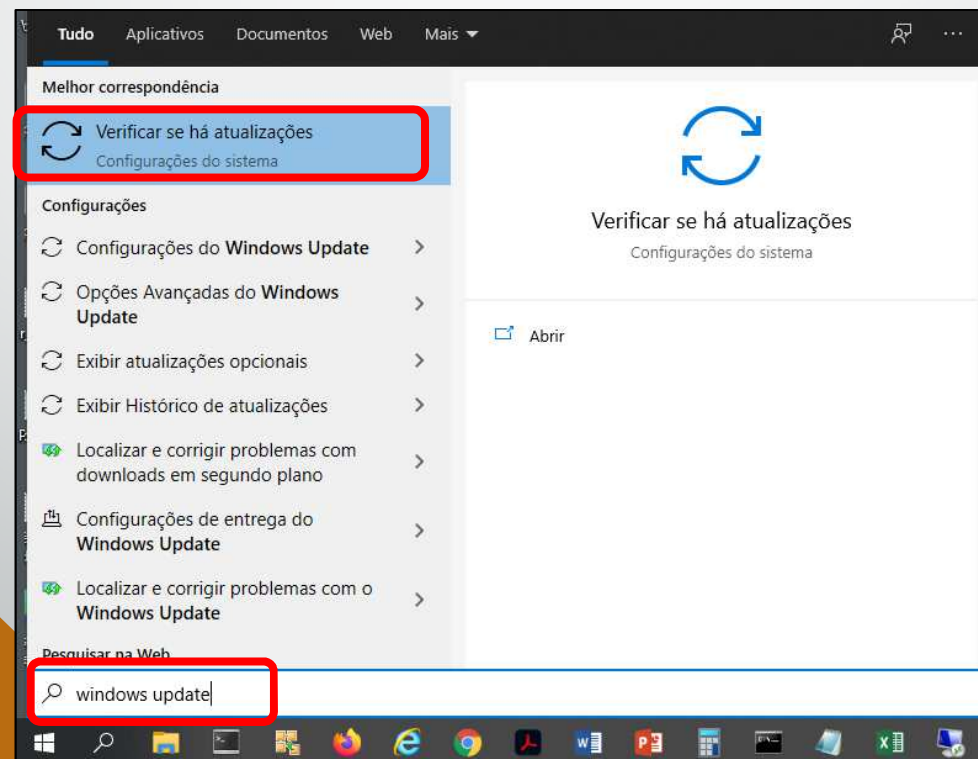 Tudo Aplicativos Documentos Web Mais
Melhor correspondência
Verificar se há atualizações
Configurações do sistema
Configurações
Configurações do Windows Update
Opções Avançadas do Windows
Update
Exibir atualizações opcionais
Exibir Histórico de atualizações
Localizar e corrigir problemas com
downloads em segundo plano
Configurações de entrega do
Windows Update
Localizar e corrigir problemas com o
Windows Update
Pesquisar na Web
windows update
Verificar se há atualizações
Configurações do sistema
Abrir